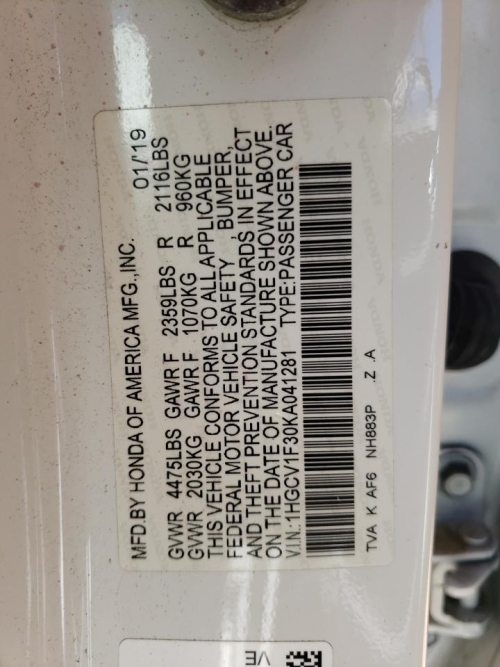 MFD.BY HONDA OF AMERICA MFG.,INC. 01/'19
GVWR 4475LBS GAWR F 2359LBS R 2116LBS
GVWR 2030KG GAWR F 1070KG R 960KG
THIS VEHICLE CONFORMS TO ALL APPLICABLE
FEDERAL MOTOR VEHICLE SAFETY, BUMPER,
AND THEFT PREVENTION STANDARDS IN EFFECT
ON THE DATE OF MANUFACTURE SHOWN ABOVE.
V.I.N.:1HGCV1F30KA041281 TYPE:PASSENGER CAR
TVA K AF6 NH883P .Z .A
VE